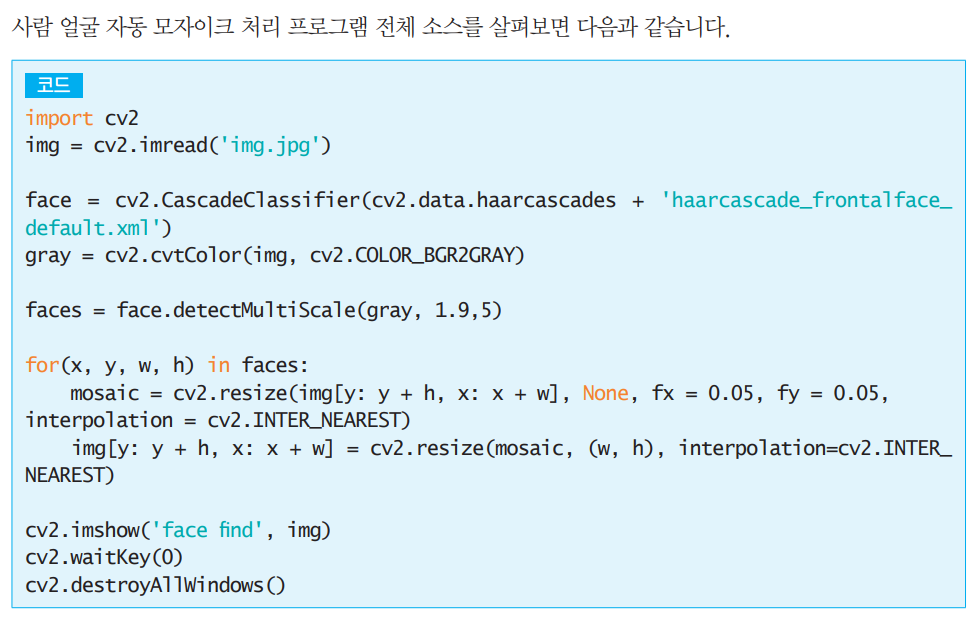 사람 얼굴 자동 모자이크 처리 프로그램 전체 소스를 살펴보면 다음과 같습니다.
코드
import cv2
img = cv2.imread('img.jpg')
face = cv2.CascadeClassifier(cv2.data.haarcascades + 'haarcascade_frontalface_
default.xml')
gray = cv2.cvtColor(img, cv2.COLOR_BGR2GRAY)
faces = face.detectMultiScale(gray, 1.9,5)
for(x, y, w, h) in faces:
    mosaic = cv2.resize(img[y: y + h, x: x + w], None, fx = 0.05, fy = 0.05,
interpolation = cv2.INTER_NEAREST)
    img[y: y + h, x: x + w] = cv2.resize(mosaic, (w, h), interpolation=cv2.INTER_
NEAREST)
cv2.imshow('face find', img)
cv2.waitKey(0)
cv2.destroyAllWindows()